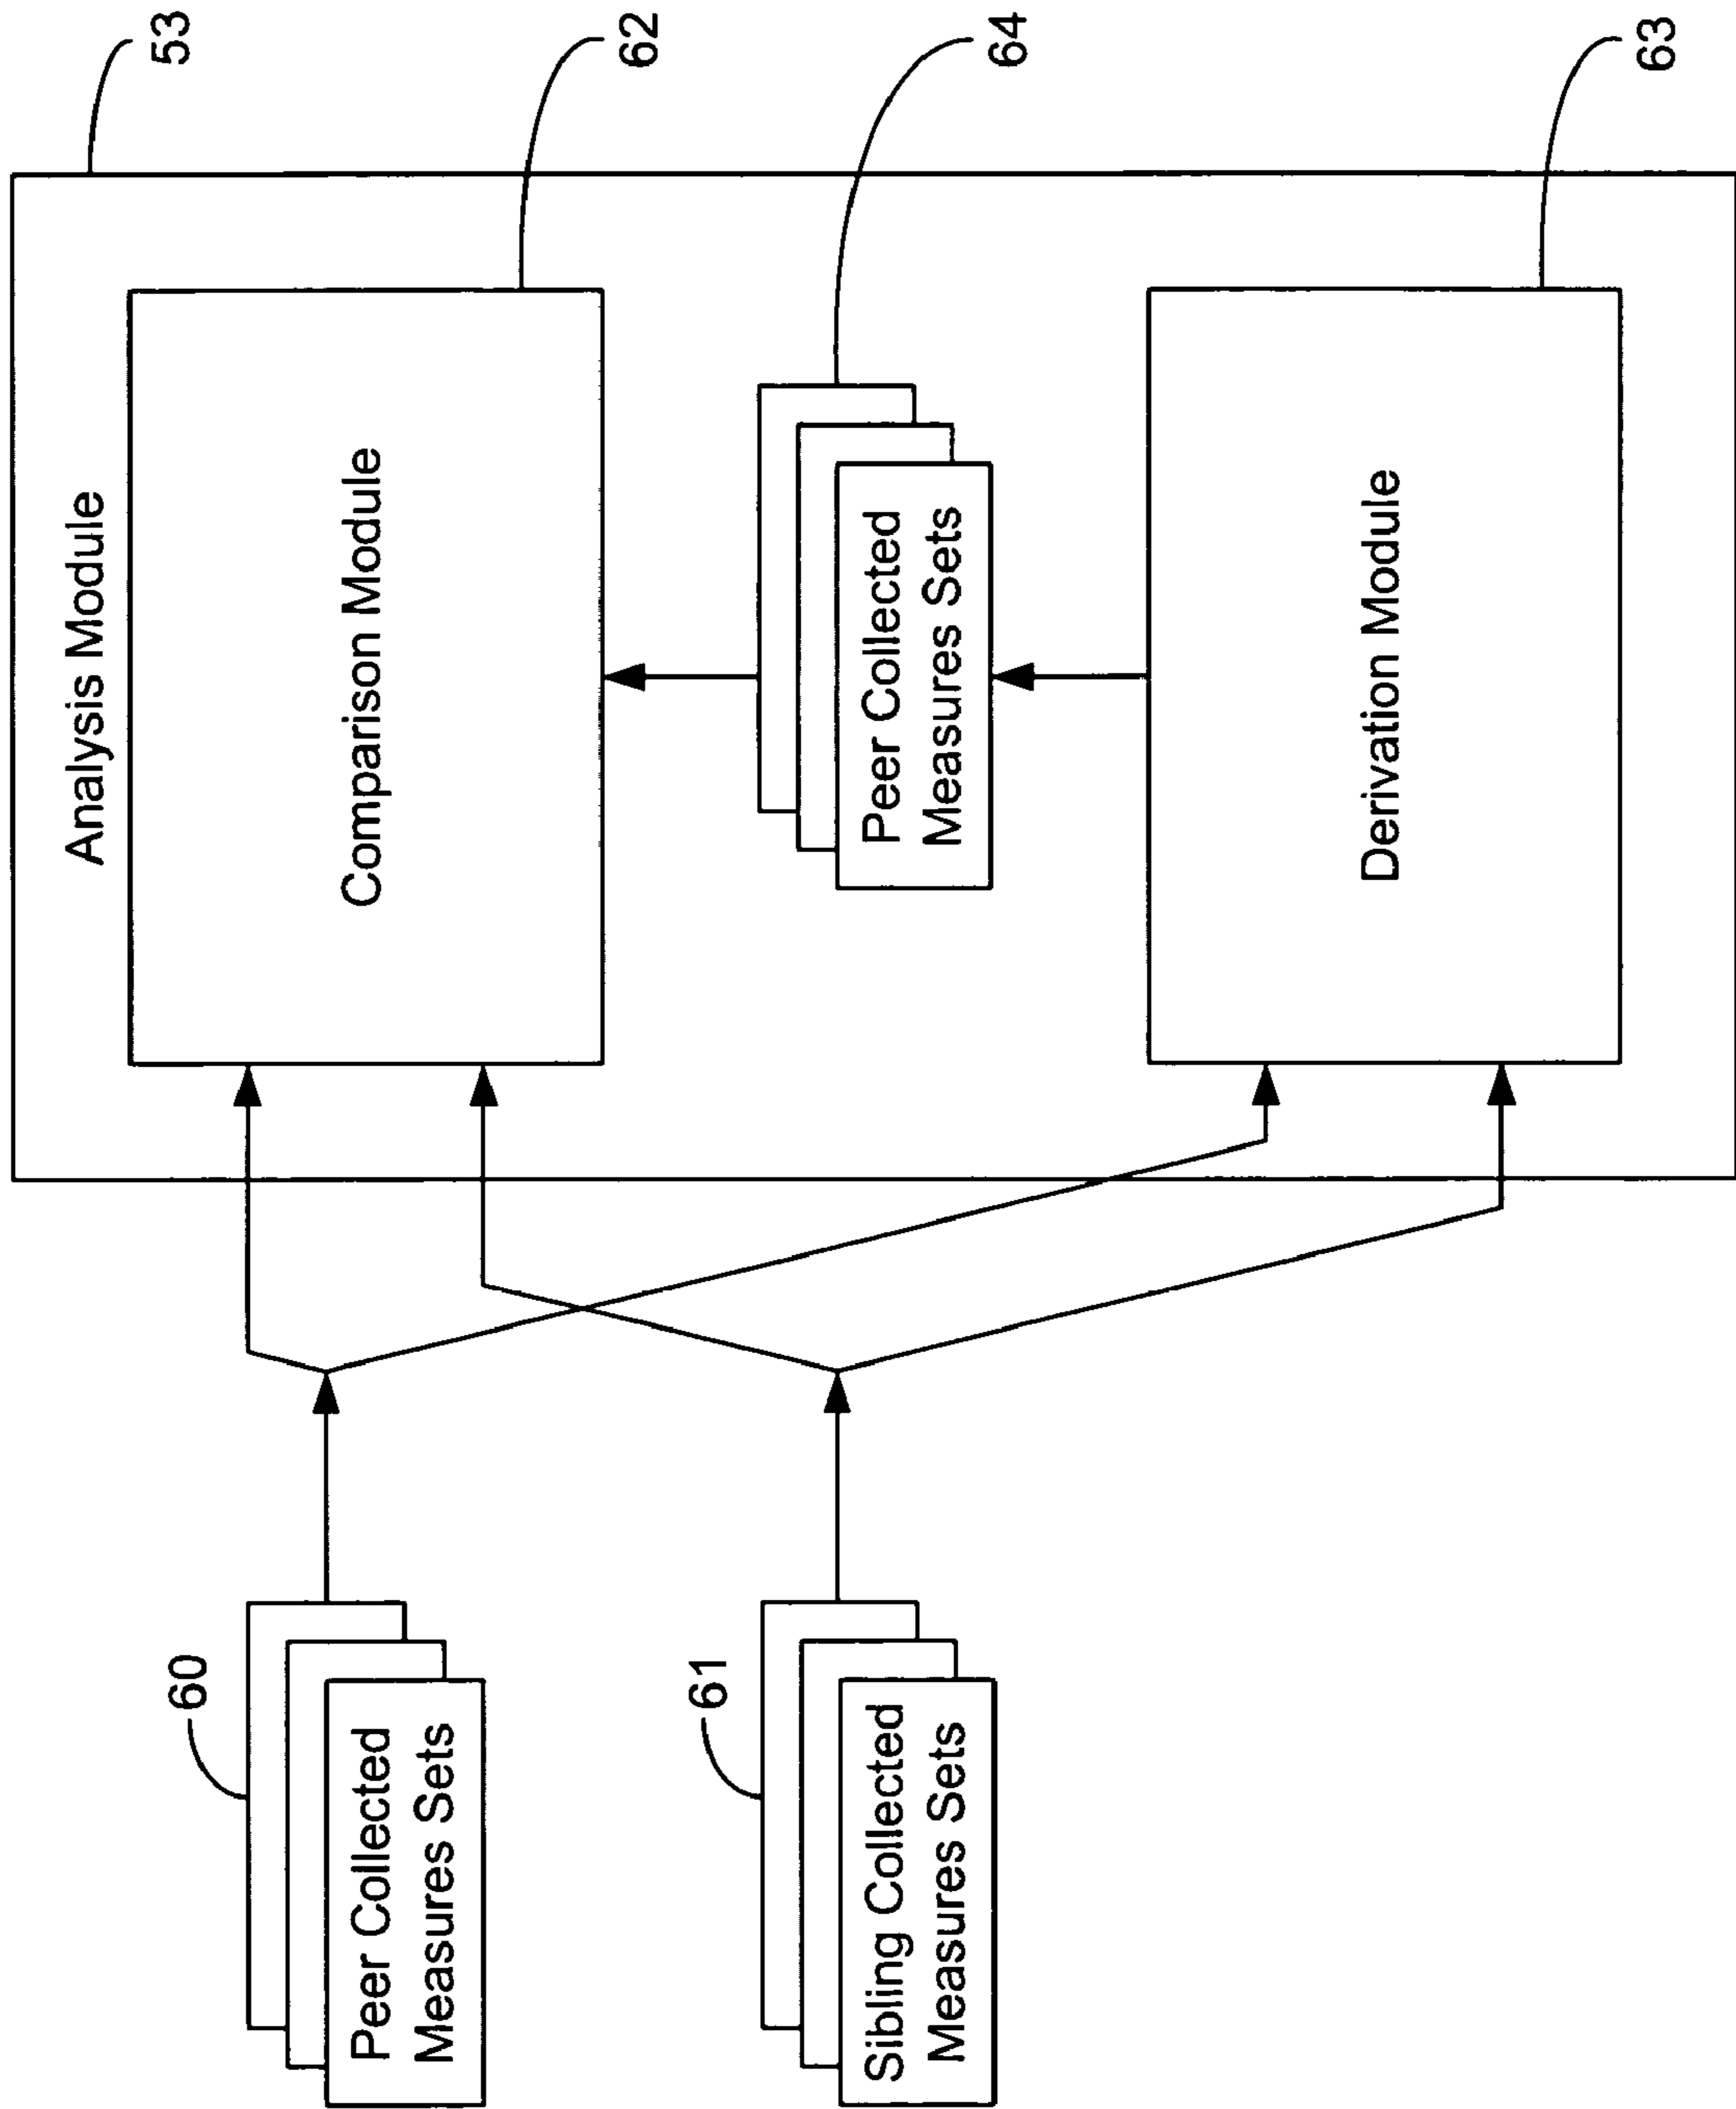 53
Analysis Module
Comparison Module
62
60
Peer Collected
Measures Sets
64
Peer Collected
Measures Sets
61
Sibling Collected
Measures Sets
Derivation Module
63